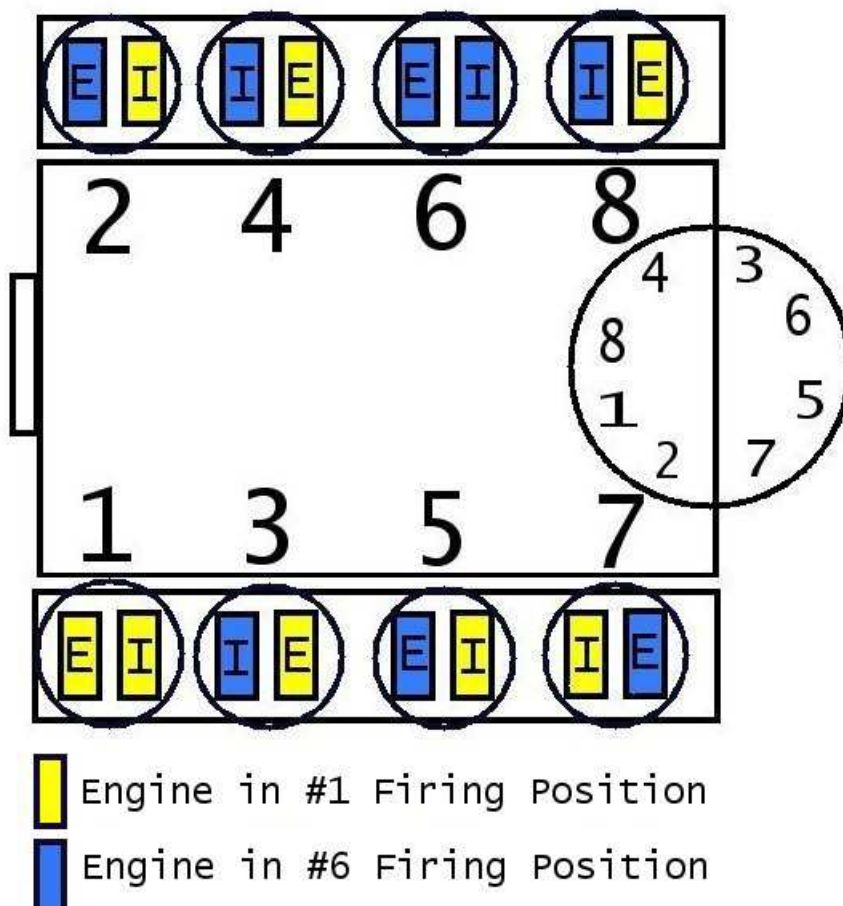 E I I E E I I E
2 4 6 8
4 3
8 6
1 5
2 7
1 3 5 7
E I I E E I I E
Engine in #1 Firing Position
Engine in #6 Firing Position